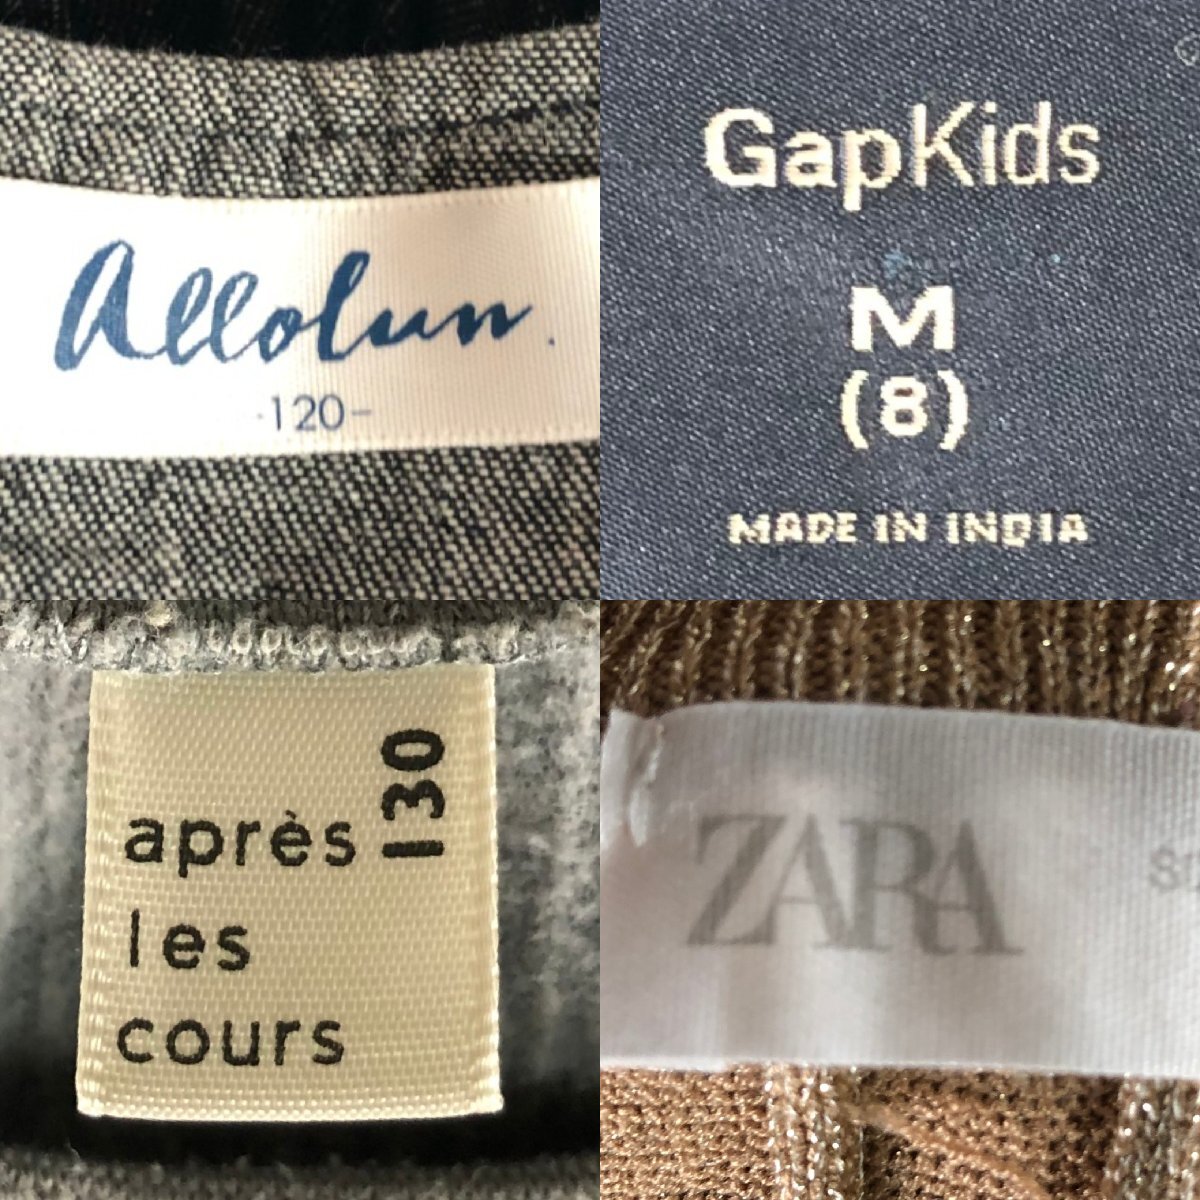 Allolun.
-120-
GapKids
M
(8)
MADE IN INDIA
130
après
les
cours
ZARA